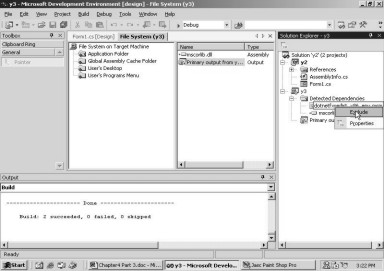 y3 - Microsoft Development Environment [design] - File System (y3)
File Edit View Project Build Debug Tools Window Help
Debug
Toolbox
Clipboard Ring
General
Pointer
Form1.cs [Design] File System (y3)
File System on Target Machine
Application Folder
Global Assembly Cache Folder
User's Desktop
User's Programs Menu
Name Type
mscorlib.dll Assembly
Primary output from y... Output
Solution Explorer - y3
Solution 'y2' (2 projects)
y2
References
AssemblyInfo.cs
Form1.cs
y3
Detected Dependencies
Exclude
Properties
Primary ou
Output
Build
---------------------- Done ----------------------
Build: 2 succeeded, 0 failed, 0 skipped
Ready
Start
Chapter4 Part 3.doc - Mi...
y3 - Microsoft Develo...
Jasc Paint Shop Pro
3:22 PM